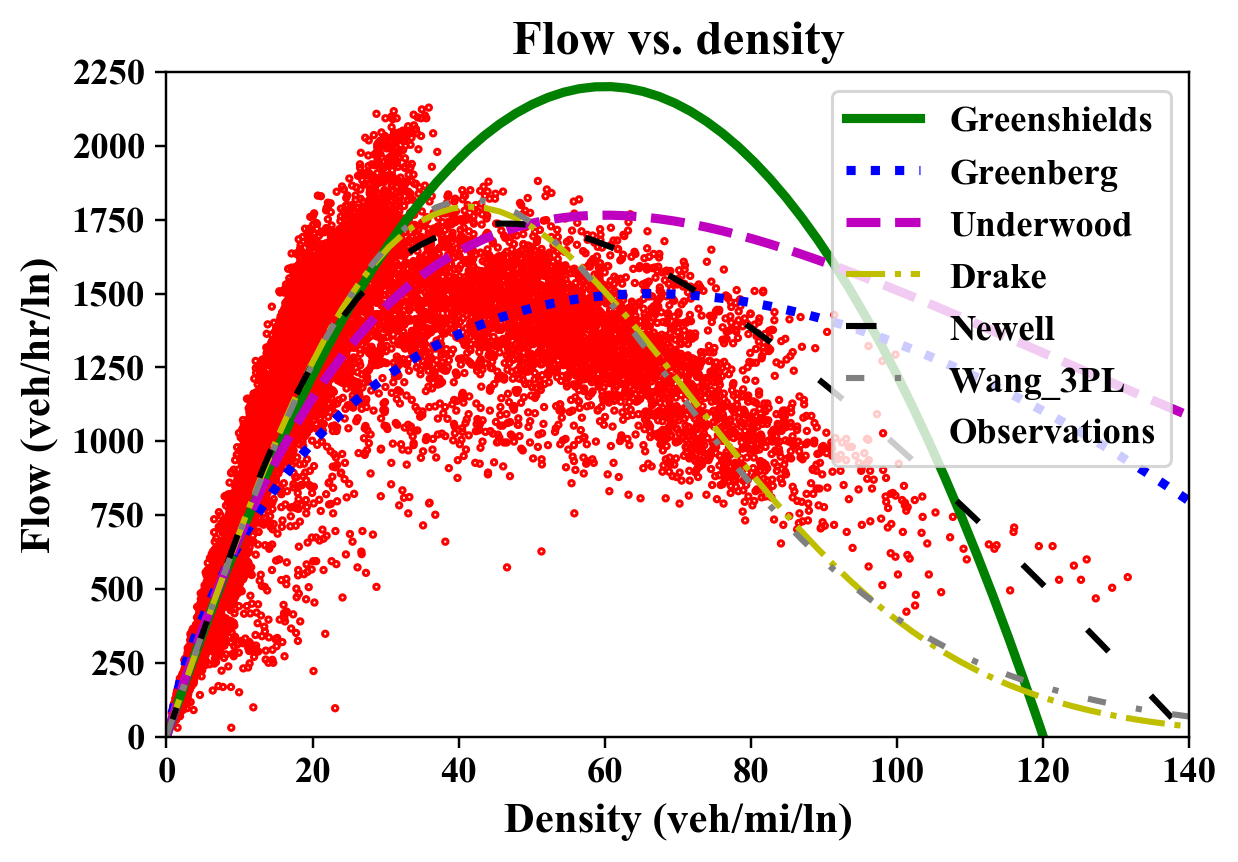 Flow vs. density
Flow (veh/hr/ln)
2250
2000
1750
1500
1250
1000
750
500
250
0
Greenshields
Greenberg
Underwood
Drake
Newell
Wang_3PL
Observations
0 20 40 60 80 100 120 140
Density (veh/mi/ln)